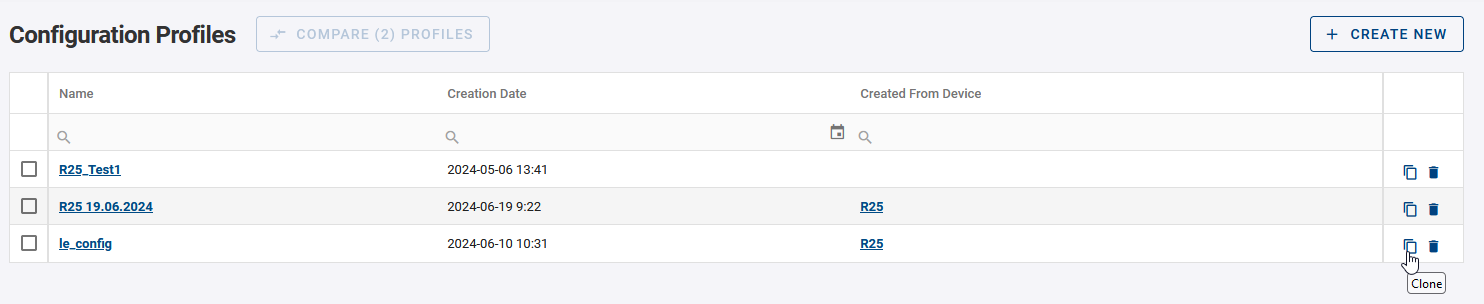 Configuration Profiles COMPARE (2) PROFILES + CREATE NEW
Name Creation Date Created From Device
R25_Test1 2024-05-06 13:41
R25 19.06.2024 2024-06-19 9:22 R25
le_config 2024-06-10 10:31 R25
Clone